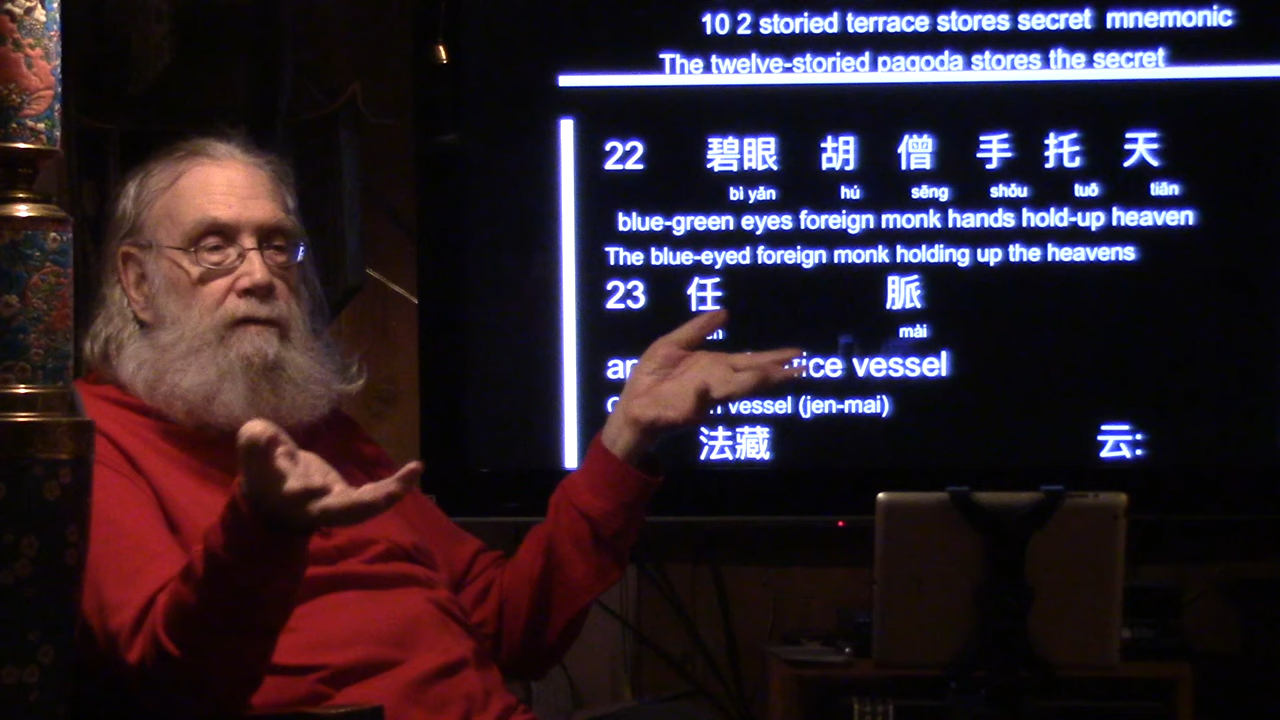 10 2 storied terrace stores secret mnemonic
The twelve-storied pagoda stores the secret
22 碧眼 胡 僧 手 托 天
bì yǎn hú sēng shǒu tuō tiān
blue-green eyes foreign monk hands hold-up heaven
The blue-eyed foreign monk holding up the heavens
23 任 脈
mài
vessel
vessel (jen-mai)
法藏 云: